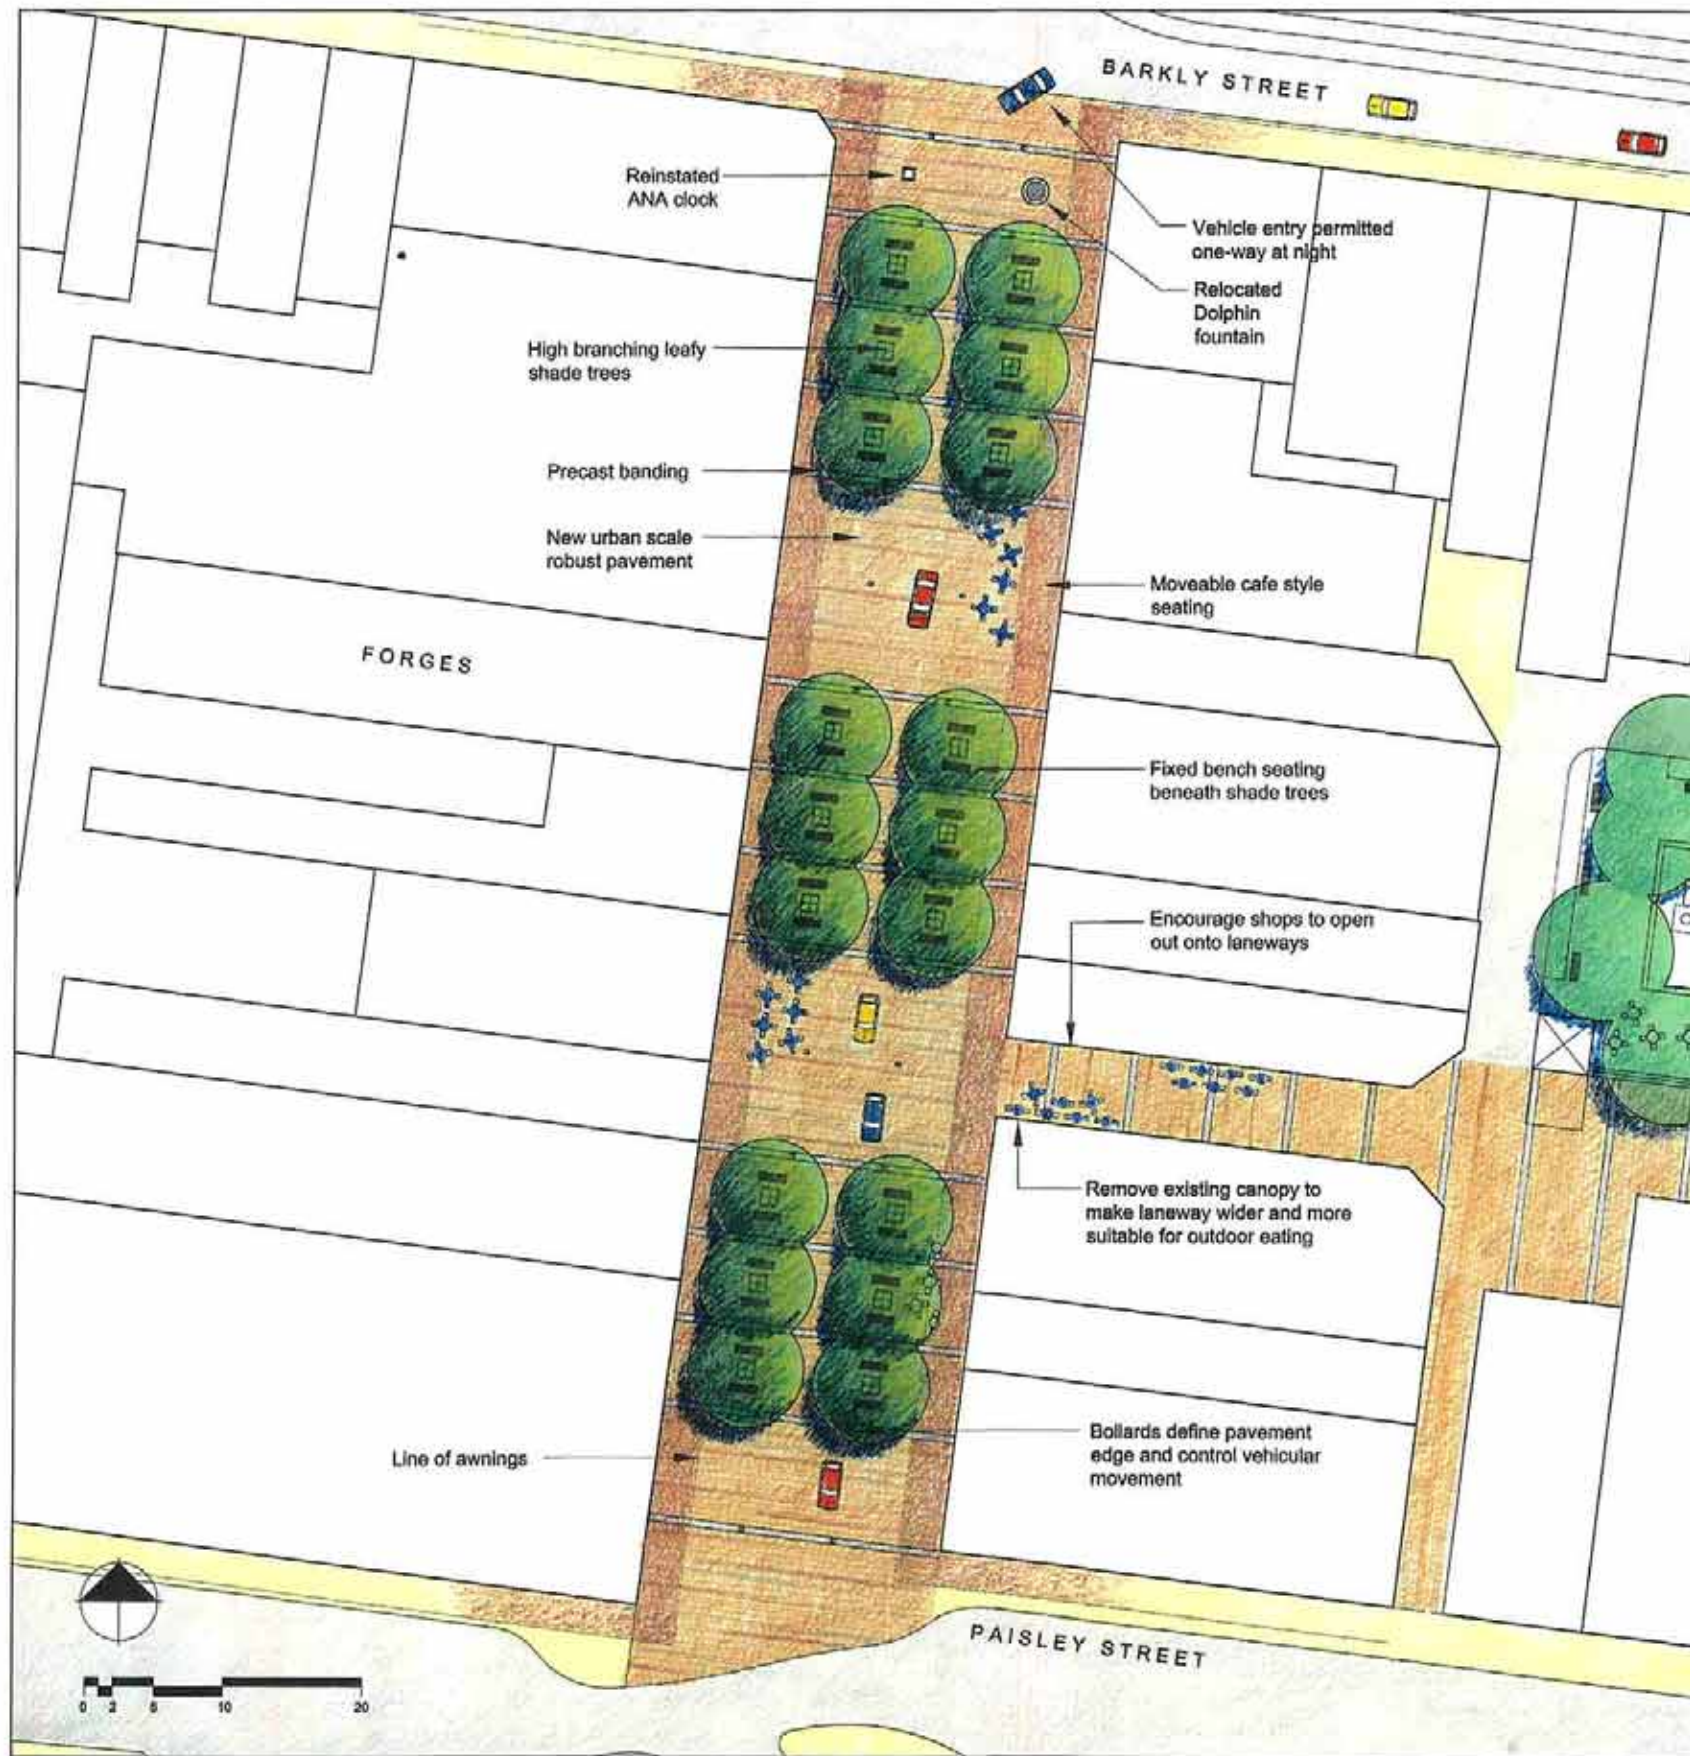 BARKLY STREET
Reinstated
ANA clock
Vehicle entry permitted
one-way at night
Relocated
Dolphin
fountain
High branching leafy
shade trees
Precast banding
New urban scale
robust pavement
Moveable cafe style
seating
FORGES
Fixed bench seating
beneath shade trees
Encourage shops to open
out onto laneways
Remove existing canopy to
make laneway wider and more
suitable for outdoor eating
Bollards define pavement
edge and control vehicular
movement
Line of awnings
PAISLEY STREET
0 2 5 10 20